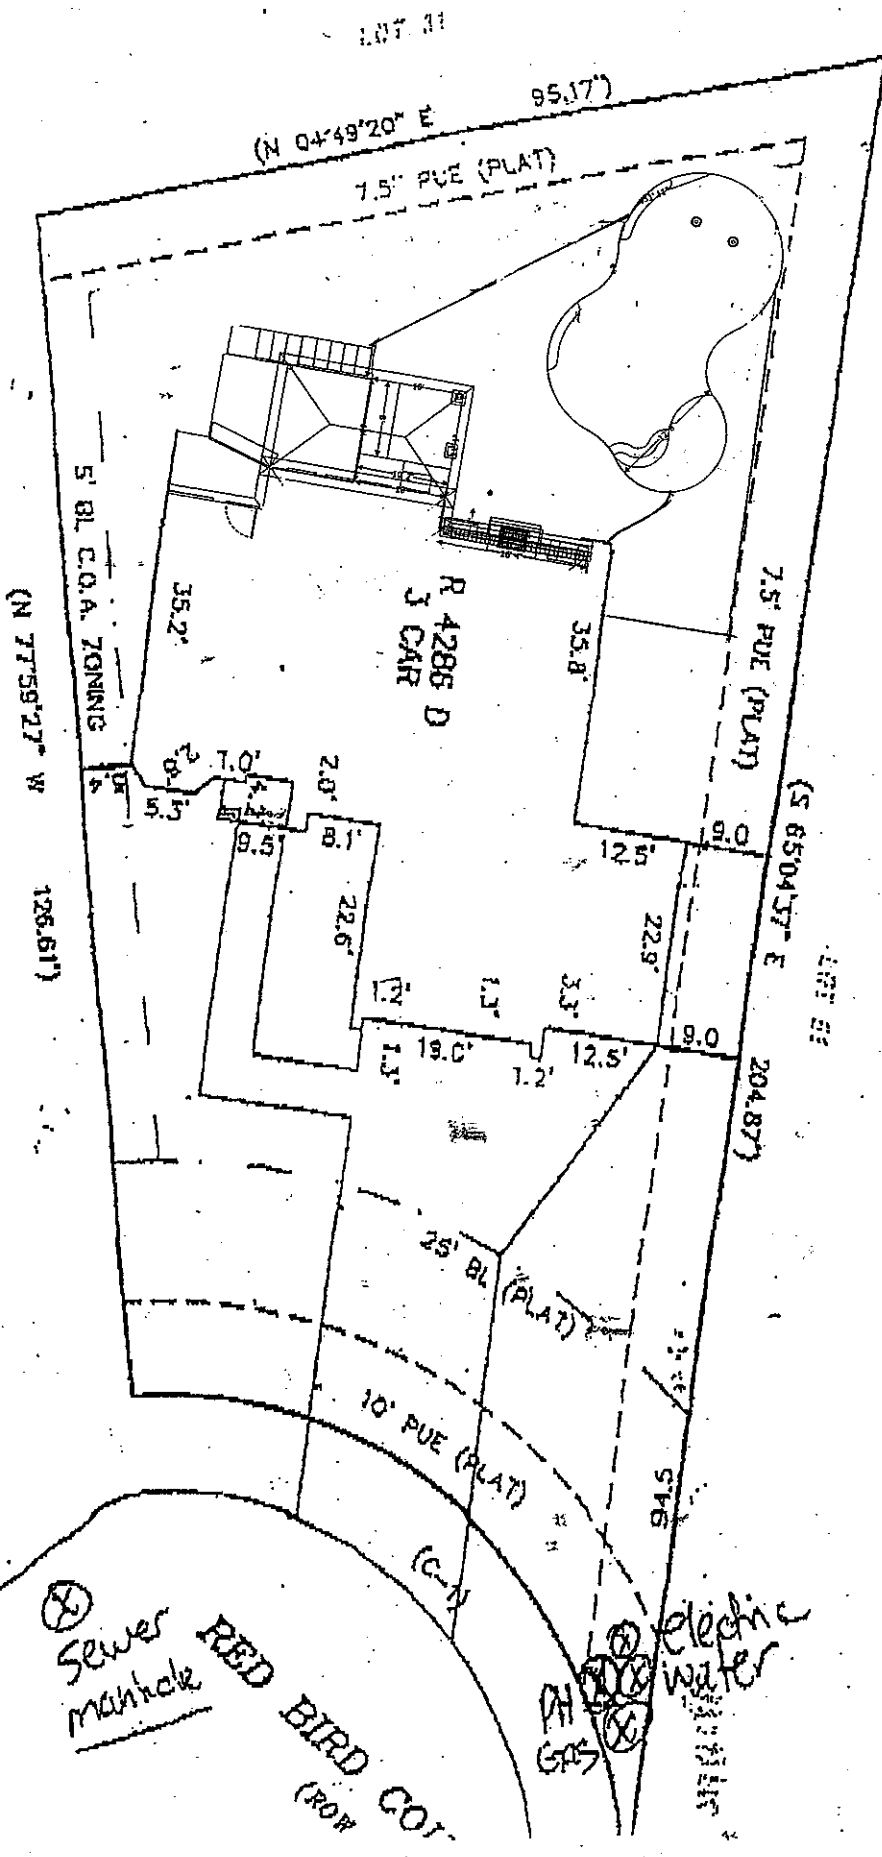 LOT 31
(N 04°49'20" E 95.17')
7.5' PUE (PLAT)
5' BL C.O.A. ZONING
(N 77°59'27" W 126.61')
35.2'
R 4286 D
3 CAR
35.8'
7.5' PUE (PLAT)
(S 65°04'37" E 204.87')
7.0'
2.0'
5.5'
9.5'
8.1'
22.6'
12.5'
9.0
22.9'
1.2'
1.3'
3.3'
1.3'
19.0'
1.2'
12.5'
9.0
25' BL (PLAT)
10' PUE (PLAT)
94.5
(C-1)
Sewer
manhole
RED BIRD
(ROW
electric
water
PH
GAS